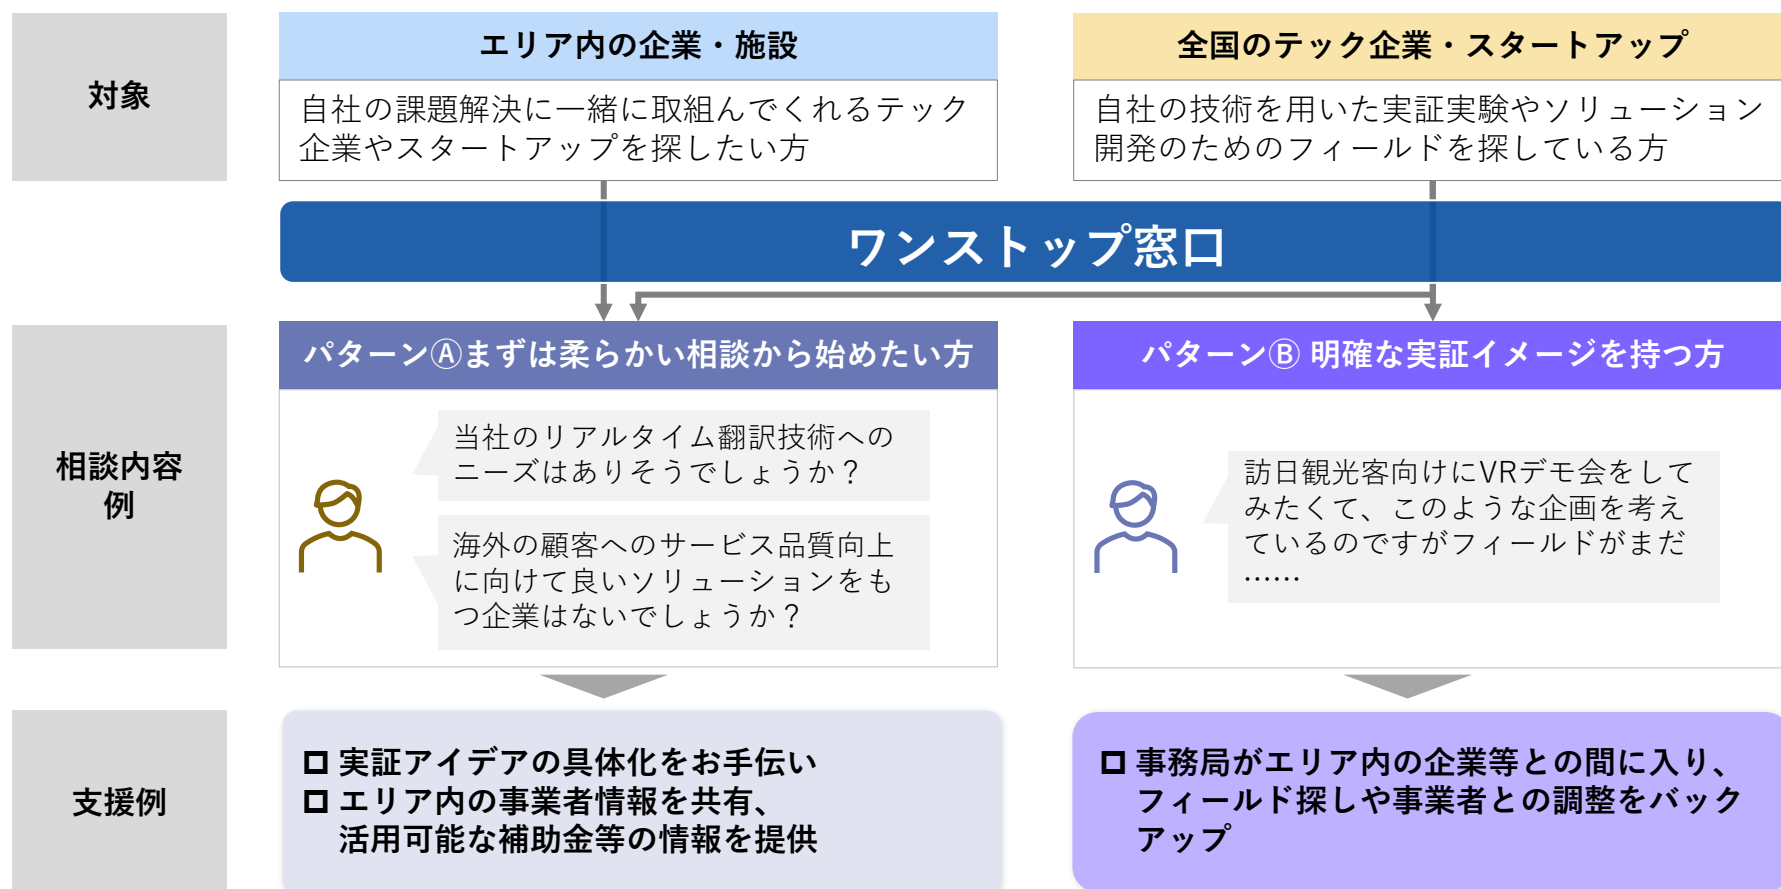 対象
エリア内の企業・施設
自社の課題解決に一緒に取組んでくれるテック
企業やスタートアップを探したい方
全国のテック企業・スタートアップ
自社の技術を用いた実証実験やソリューション
開発のためのフィールドを探している方
ワンストップ窓口
相談内容
例
パターンⒶまずは柔らかい相談から始めたい方
当社のリアルタイム翻訳技術への
ニーズはありそうでしょうか？
海外の顧客へのサービス品質向上
に向けて良いソリューションをも
つ企業はないでしょうか？
パターンⒷ 明確な実証イメージを持つ方
訪日観光客向けにVRデモ会をして
みたくて、このような企画を考え
ているのですがフィールドがまだ
……
支援例
実証アイデアの具体化をお手伝い
エリア内の事業者情報を共有、
活用可能な補助金等の情報を提供
事務局がエリア内の企業等との間に入り、
フィールド探しや事業者との調整をバック
アップ